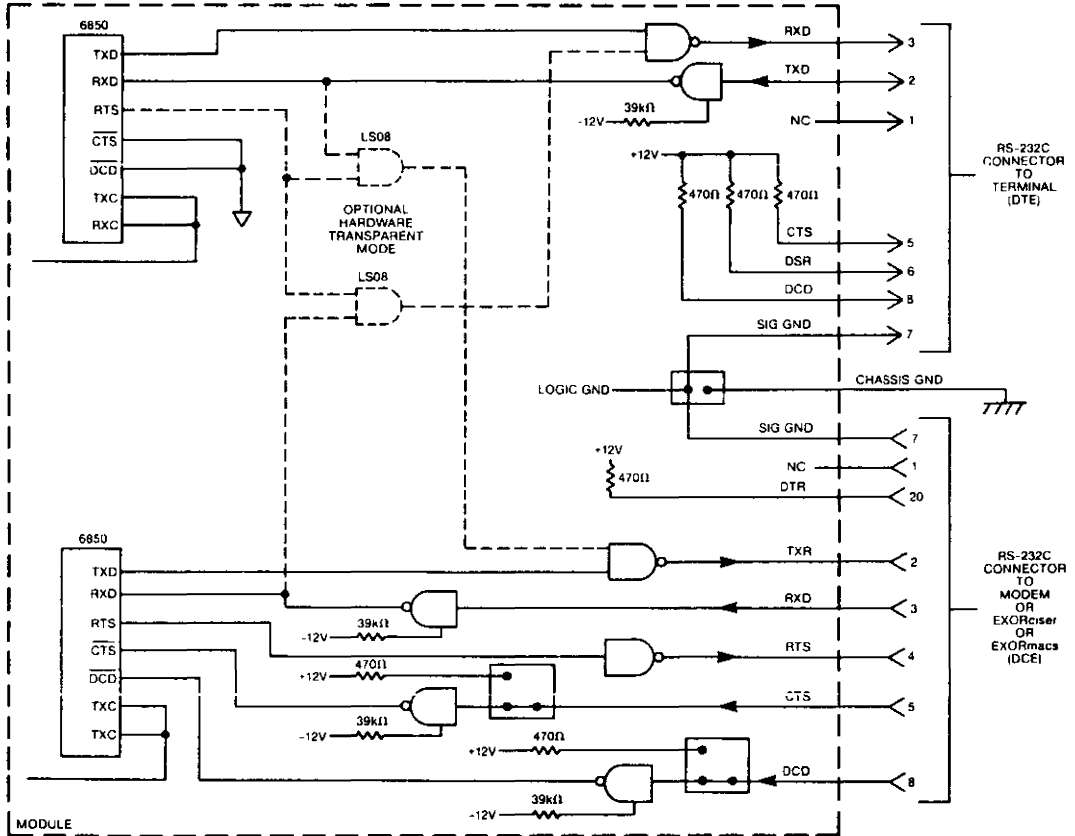 6850
TXD
RXD
RTS
CTS
DCD
TXC
RXC
LS08
OPTIONAL
HARDWARE
TRANSPARENT
MODE
LS08
RXD
3
TXD
2
39kΩ
-12V
NC
1
+12V
470Ω
470Ω
470Ω
CTS
5
DSR
6
DCD
8
SIG GND
7
RS-232C
CONNECTOR
TO
TERMINAL
(DTE)
LOGIC GND
CHASSIS GND
SIG GND
7
+12V
470Ω
NC
1
DTR
20
6850
TXD
RXD
RTS
CTS
DCD
TXC
TXC
TXR
2
RXD
3
39kΩ
-12V
RTS
4
470Ω
+12V
CTS
5
39kΩ
-12V
470Ω
+12V
DCD
8
39kΩ
-12V
RS-232C
CONNECTOR
TO
MODEM
OR
EXORciser
OR
EXORmacs
(DCE)
MODULE